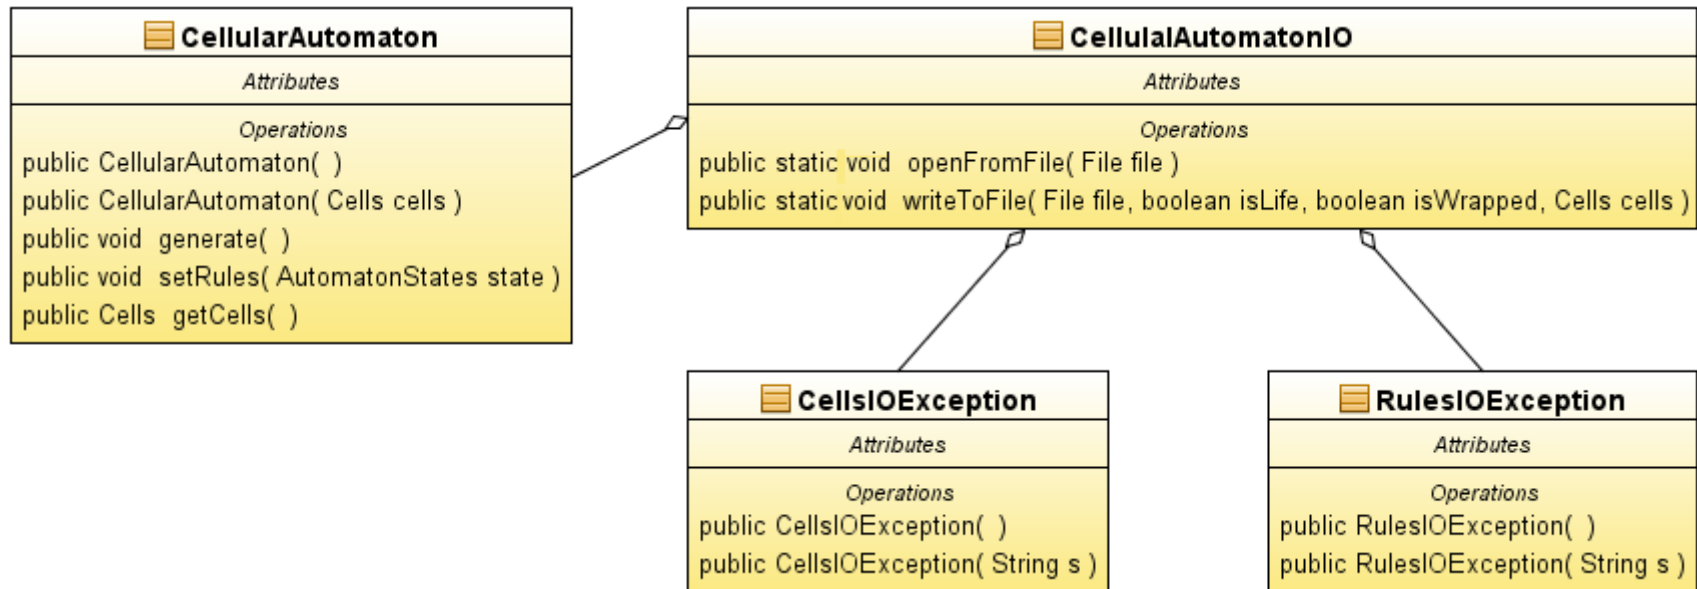 CellularAutomaton
Attributes
Operations
public CellularAutomaton( )
public CellularAutomaton( Cells cells )
public void generate( )
public void setRules( AutomatonStates state )
public Cells getCells( )
CellulalAutomatonIO
Attributes
Operations
public static void openFromFile( File file )
public static void writeToFile( File file, boolean isLife, boolean isWrapped, Cells cells )
CellsIOException
Attributes
Operations
public CellsIOException( )
public CellsIOException( String s )
RulesIOException
Attributes
Operations
public RulesIOException( )
public RulesIOException( String s )